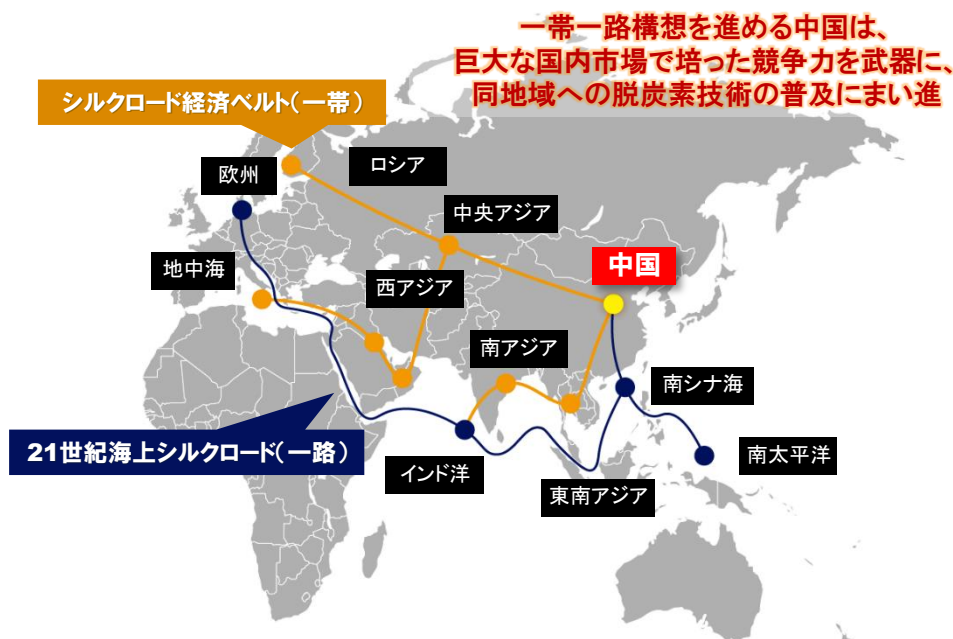 一帯一路構想を進める中国は、
巨大な国内市場で培った競争力を武器に、
同地域への脱炭素技術の普及にまい進
シルクロード経済ベルト(一帯)
ロシア
欧州
中央アジア
地中海
中国
西アジア
南アジア
南シナ海
21世紀海上シルクロード(一路)
インド洋
南太平洋
東南アジア